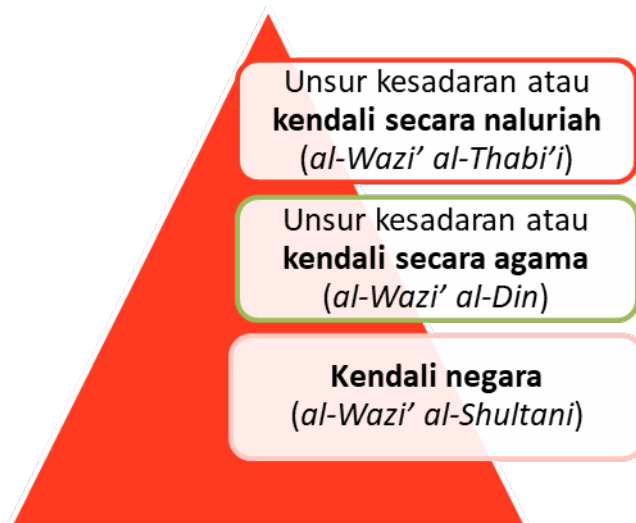 Unsur kesadaran atau
kendali secara naluriah
(al-Wazi’ al-Thabi’i)
Unsur kesadaran atau
kendali secara agama
(al-Wazi’ al-Din)
Kendali negara
(al-Wazi’ al-Shultani)